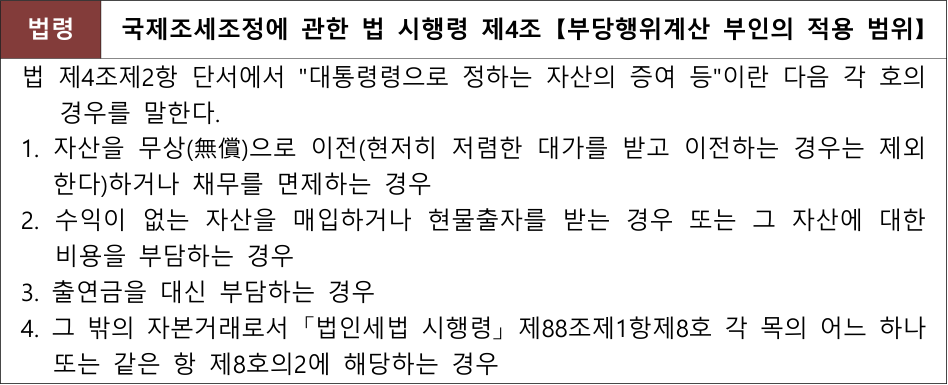 법령
국제조세조정에 관한 법 시행령 제4조【부당행위계산 부인의 적용 범위】
법 제4조제2항 단서에서 "대통령령으로 정하는 자산의 증여 등"이란 다음 각 호의
경우를 말한다.
1. 자산을 무상(無償)으로 이전(현저히 저렴한 대가를 받고 이전하는 경우는 제외
한다)하거나 채무를 면제하는 경우
2. 수익이 없는 자산을 매입하거나 현물출자를 받는 경우 또는 그 자산에 대한
비용을 부담하는 경우
3. 출연금을 대신 부담하는 경우
4. 그 밖의 자본거래로서「법인세법 시행령」제88조제1항제8호 각 목의 어느 하나
또는 같은 항 제8호의2에 해당하는 경우